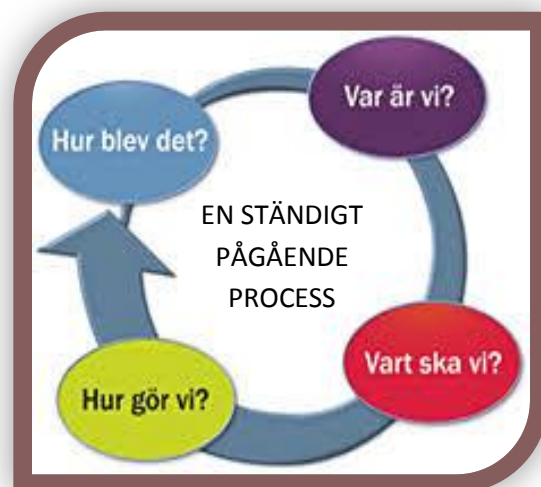 Var är vi?
Hur blev det?
EN STÄNDIGT
PÅGÅENDE
PROCESS
Vart ska vi?
Hur gör vi?